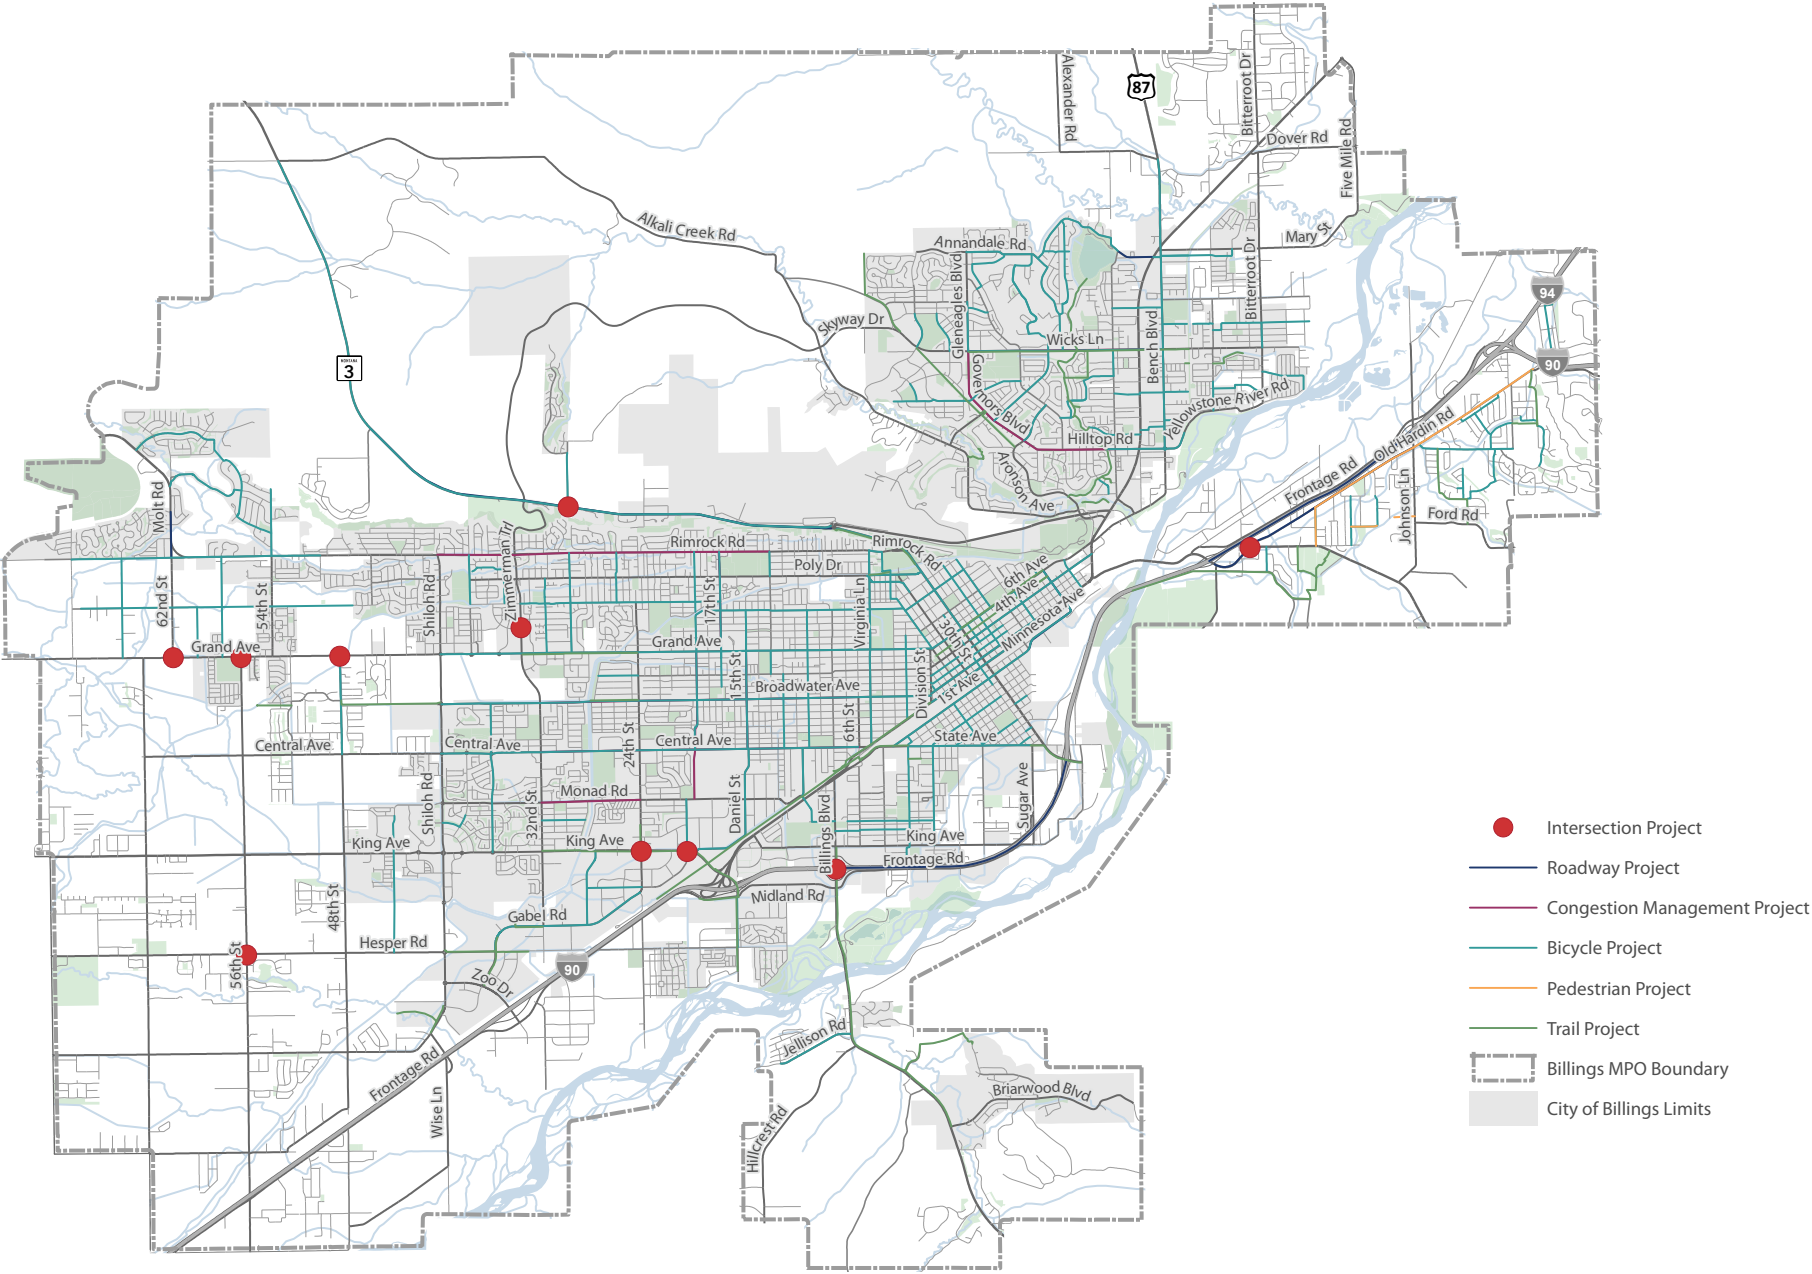 Alexander Rd
87
Bitterroot Dr
Dover Rd
Five Mile Rd
Alkali Creek Rd
Annandale Rd
Mary St
Bitterroot Dr
Gleneagles Blvd
94
Skyway Dr
Wicks Ln
Bench Blvd
MONTANA
3
90
Governors Blvd
Yellowstone River Rd
Hilltop Rd
Old Hardin Rd
Aronson Ave
Frontage Rd
Johnson Ln
Ford Rd
Molt Rd
Zimmerman Trl
Rimrock Rd
Rimrock Rd
Poly Dr
6th Ave
4th Ave
Minnesota Ave
62nd St
54th St
Shiloh Rd
17th St
Virginia Ln
30th St
Grand Ave
Grand Ave
15th St
Broadwater Ave
Division St
1st Ave
Central Ave
Central Ave
24th St
Central Ave
6th St
State Ave
Shiloh Rd
32nd St
Monad Rd
Daniel St
Billings Blvd
Sugar Ave
King Ave
King Ave
King Ave
Frontage Rd
48th St
Midland Rd
Gabel Rd
Hesper Rd
56th St
Zoo Dr
90
Jellison Rd
Frontage Rd
Wise Ln
Briarwood Blvd
Hillcrest Rd
Intersection Project
Roadway Project
Congestion Management Project
Bicycle Project
Pedestrian Project
Trail Project
Billings MPO Boundary
City of Billings Limits